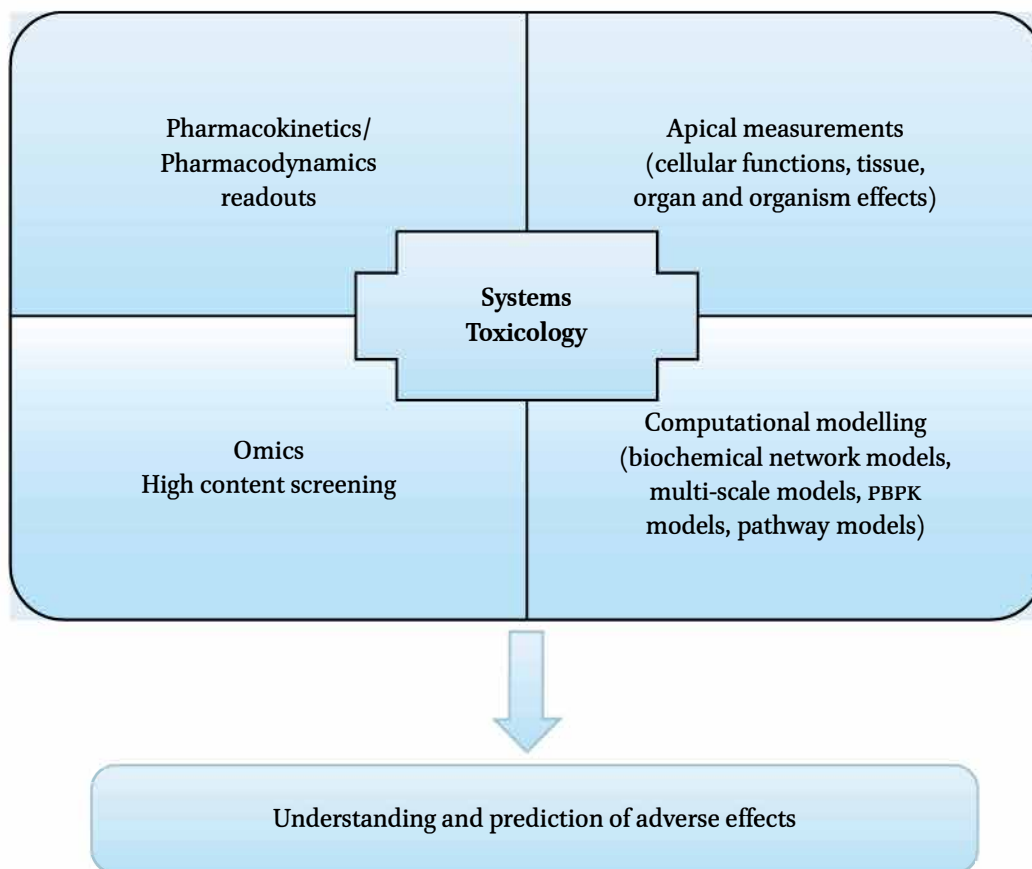 Pharmacokinetics/
Pharmacodynamics
readouts
Apical measurements
(cellular functions, tissue,
organ and organism effects)
Systems
Toxicology
Omics
High content screening
Computational modelling
(biochemical network models,
multi-scale models, PBPK
models, pathway models)
Understanding and prediction of adverse effects